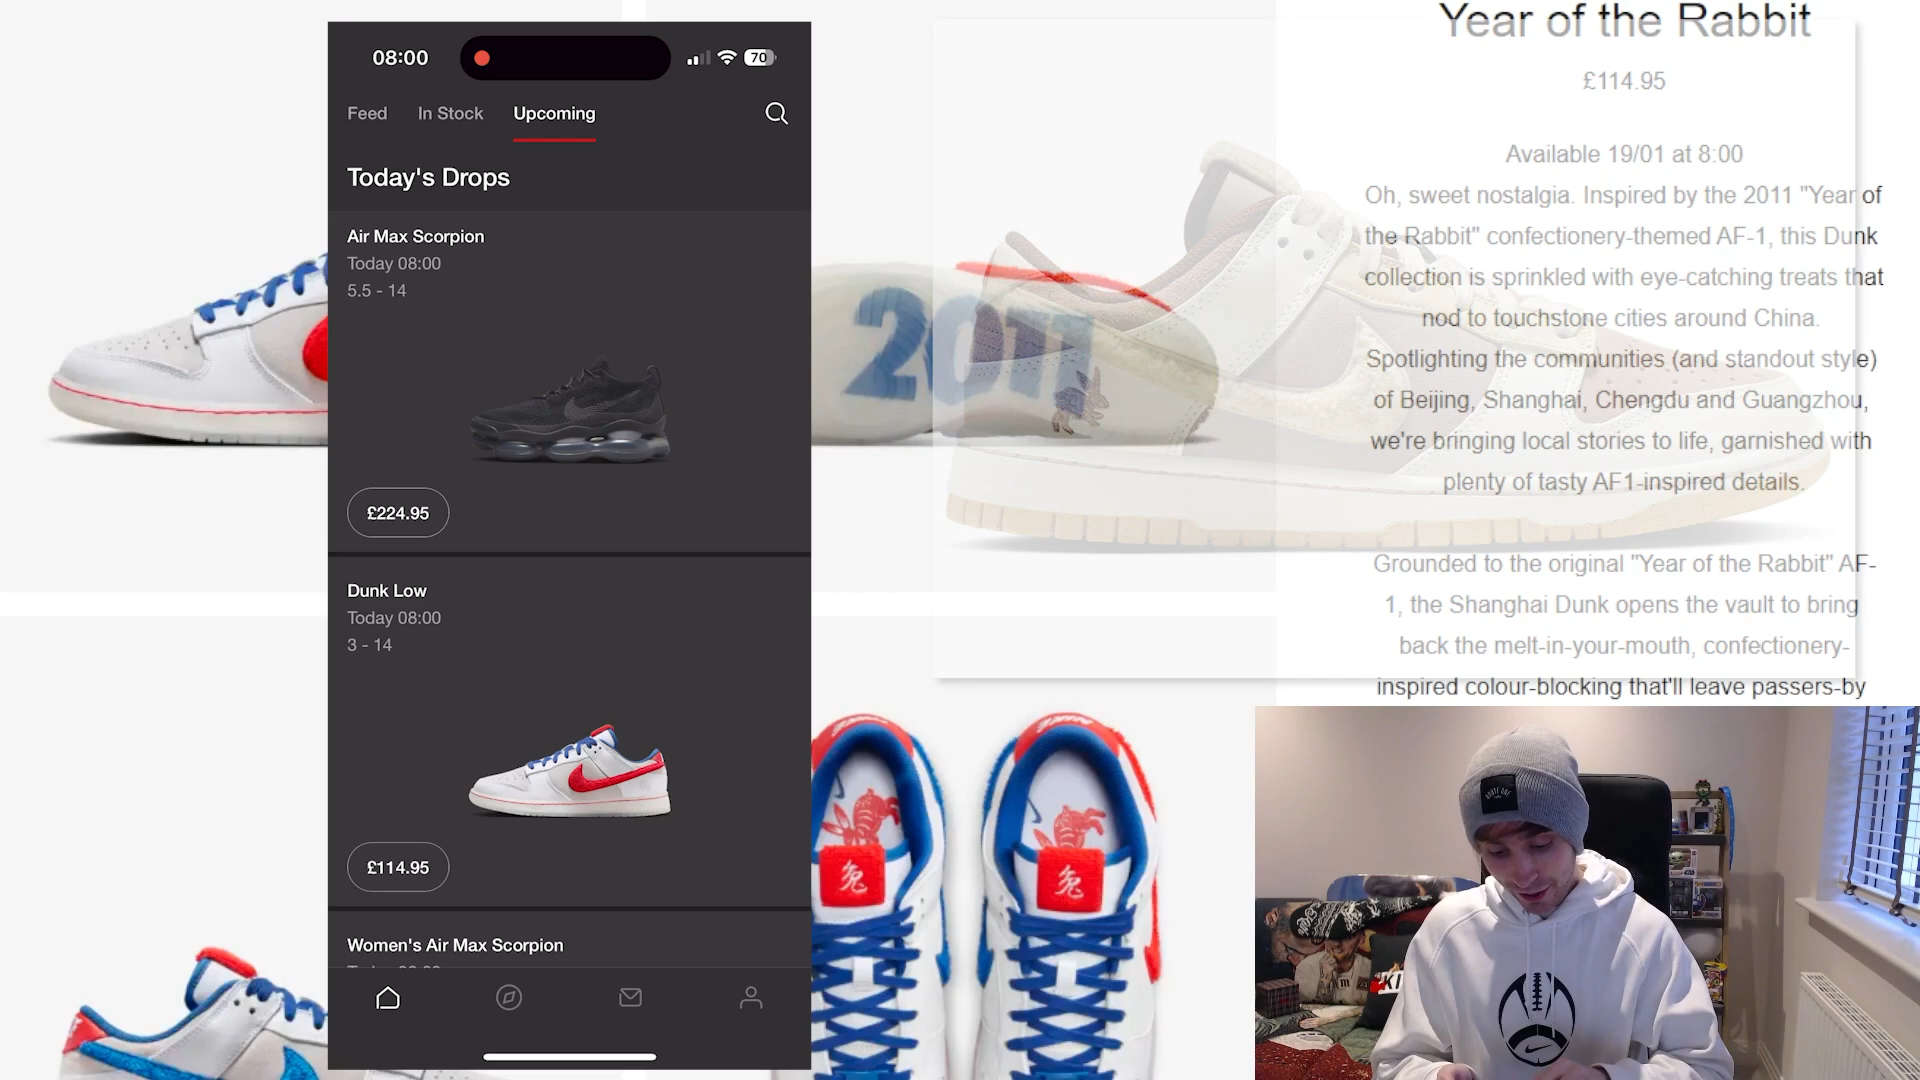 08:00
70
Feed In Stock Upcoming
Today's Drops
Air Max Scorpion
Today 08:00
5.5 - 14
£224.95
Dunk Low
Today 08:00
3 - 14
£114.95
Women's Air Max Scorpion
2011
兔
兔
Year of the Rabbit
£114.95
Available 19/01 at 8:00
Oh, sweet nostalgia. Inspired by the 2011 "Year of
the Rabbit" confectionery-themed AF-1, this Dunk
collection is sprinkled with eye-catching treats that
nod to touchstone cities around China.
Spotlighting the communities (and standout style)
of Beijing, Shanghai, Chengdu and Guangzhou,
we're bringing local stories to life, garnished with
plenty of tasty AF1-inspired details.
Grounded to the original "Year of the Rabbit" AF-
1, the Shanghai Dunk opens the vault to bring
back the melt-in-your-mouth, confectionery-
inspired colour-blocking that'll leave passers-by